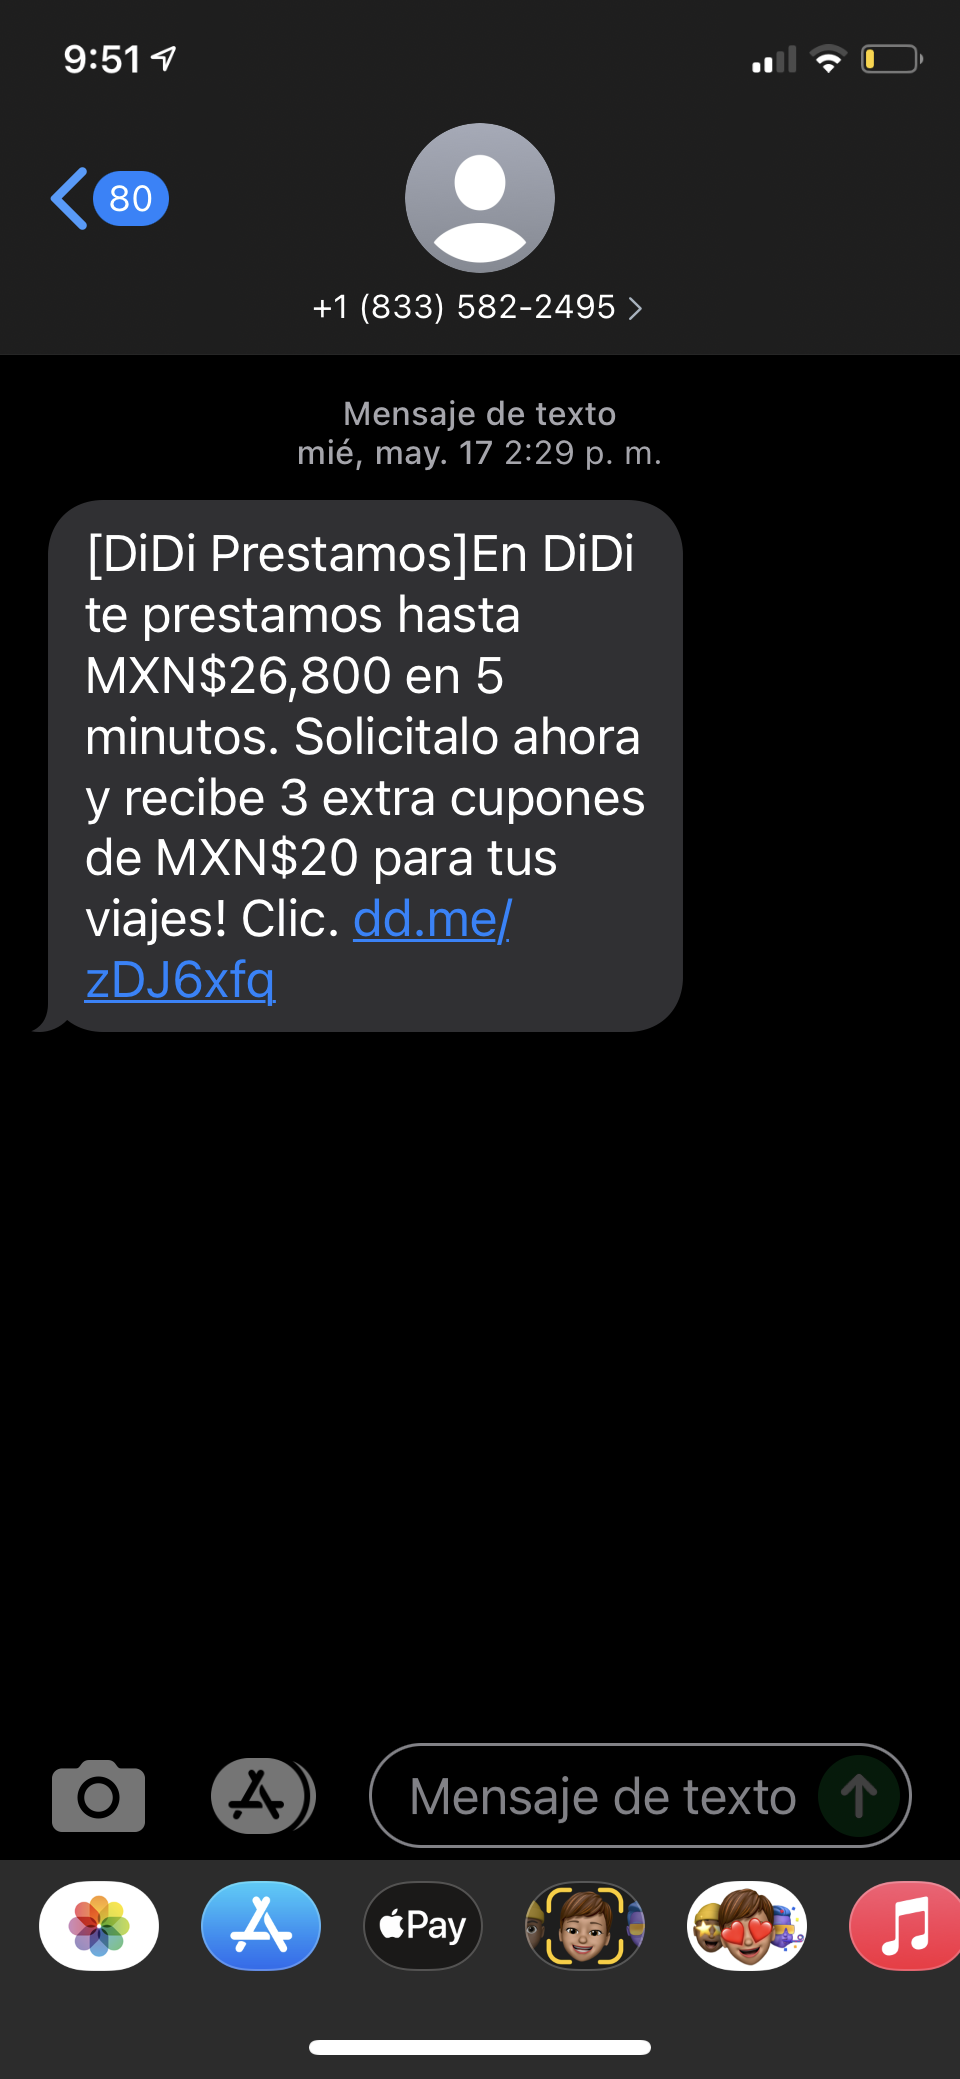 9:51
80
+1 (833) 582-2495
Mensaje de texto
mié, may. 17 2:29 p. m.
[DiDi Prestamos]En DiDi
te prestamos hasta
MXN$26,800 en 5
minutos. Solicitalo ahora
y recibe 3 extra cupones
de MXN$20 para tus
viajes! Clic. dd.me/
zDJ6xfq
Mensaje de texto
Pay